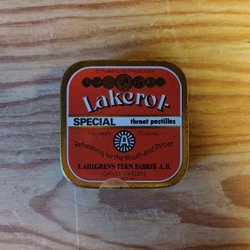 Lakerol
SPECIAL throat pastilles
A
Refreshing for the Mouth and Throat
F. AHLGRENS TEKN. FABRIK A.B.
GÄVLE SWEDEN